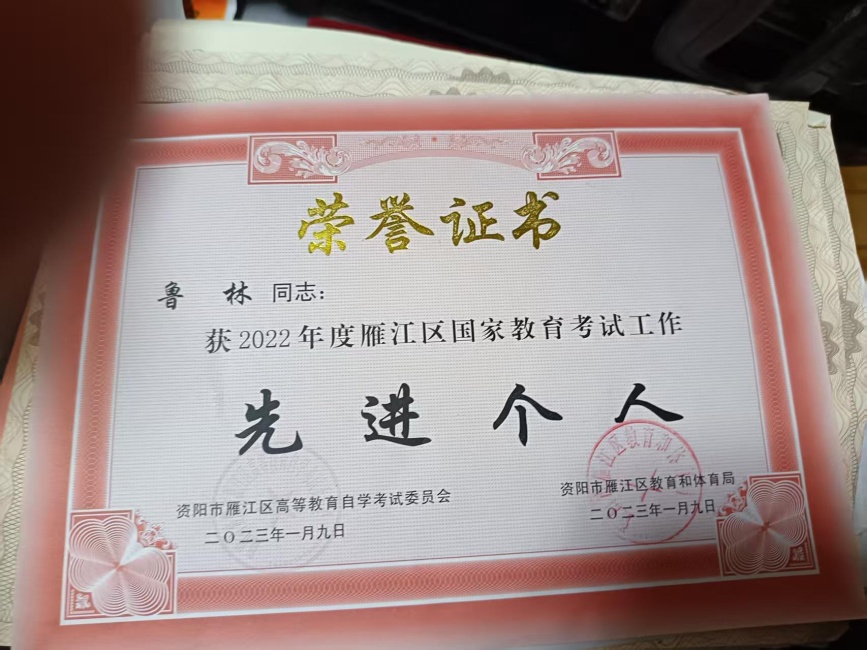 荣誉证书
鲁林同志：
获2022年度雁江区国家教育考试工作
先进个人
资阳市雁江区高等教育自学考试委员会
二〇二三年一月九日
资阳市雁江区教育和体育局
二〇二三年一月九日